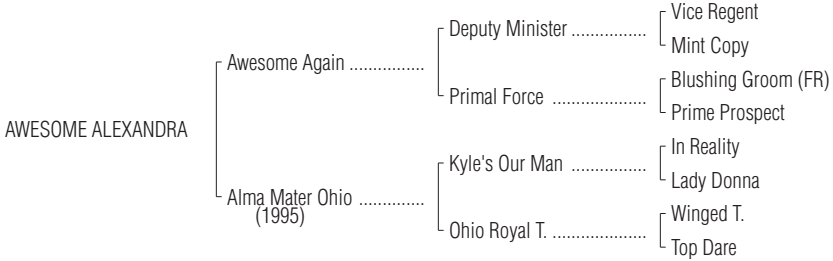 Vice Regent
Deputy Minister ................
Mint Copy
Awesome Again ................
Blushing Groom (FR)
Primal Force ....................
Prime Prospect
AWESOME ALEXANDRA
In Reality
Kyle's Our Man ................
Lady Donna
Alma Mater Ohio ..............
(1995)
Winged T.
Ohio Royal T. ....................
Top Dare